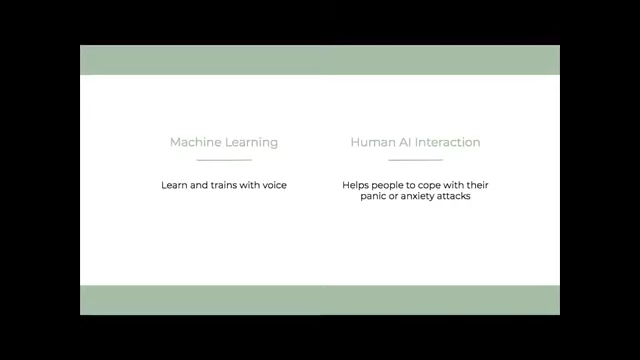 Machine Learning
Learn and trains with voice
Human AI Interaction
Helps people to cope with their
panic or anxiety attacks